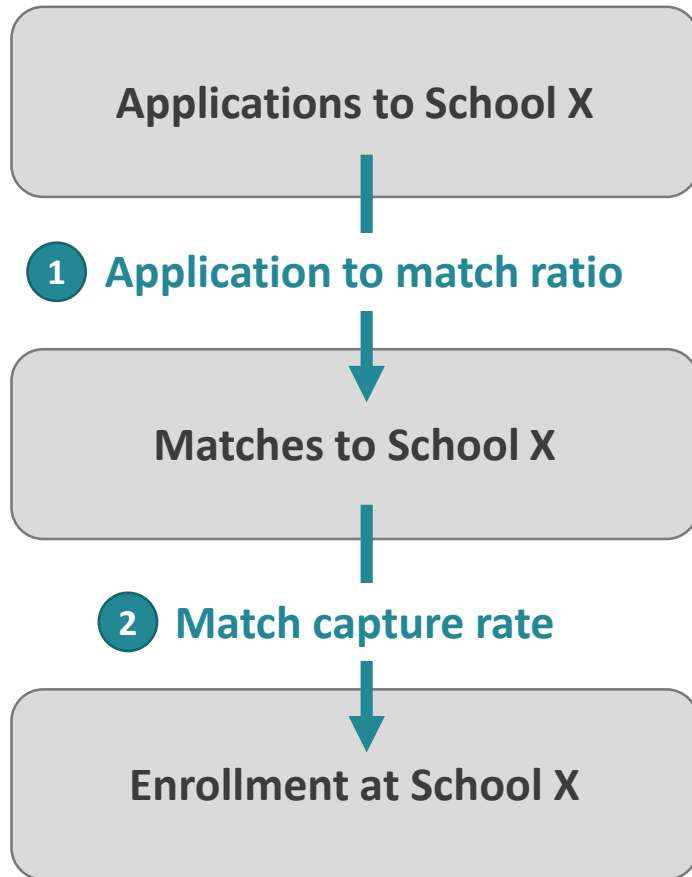 Applications to School X
1 Application to match ratio
Matches to School X
2 Match capture rate
Enrollment at School X